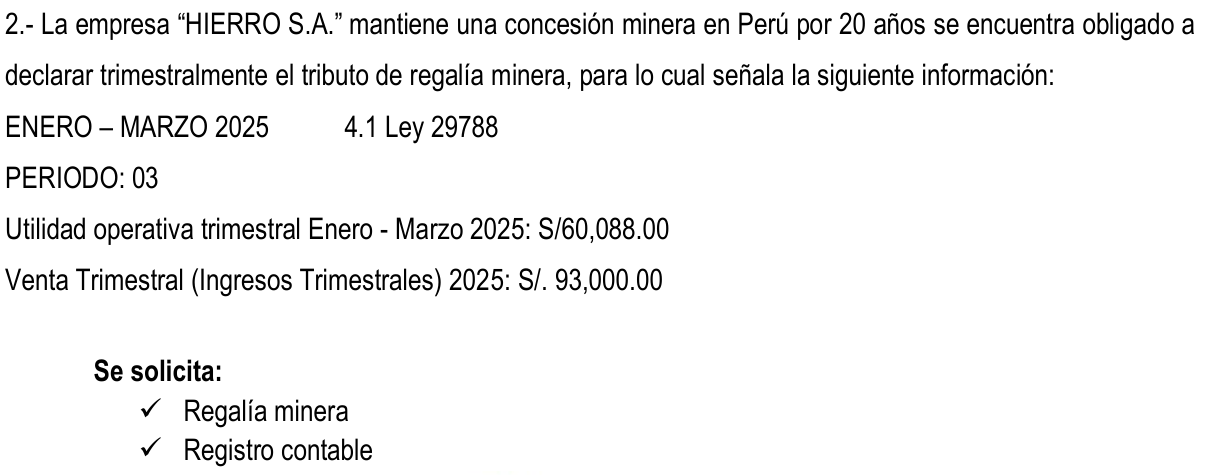 2.- La empresa “HIERRO S.A.” mantiene una concesión minera en Perú por 20 años se encuentra obligado a
declarar trimestralmente el tributo de regalía minera, para lo cual señala la siguiente información:
ENERO – MARZO 2025 4.1 Ley 29788
PERIODO: 03
Utilidad operativa trimestral Enero - Marzo 2025: S/60,088.00
Venta Trimestral (Ingresos Trimestrales) 2025: S/. 93,000.00
Se solicita:
✓ Regalía minera
✓ Registro contable